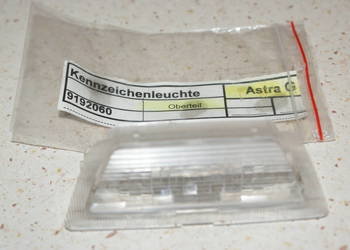 Kennzeichenleuchte Astra G
9192060 Oberteil